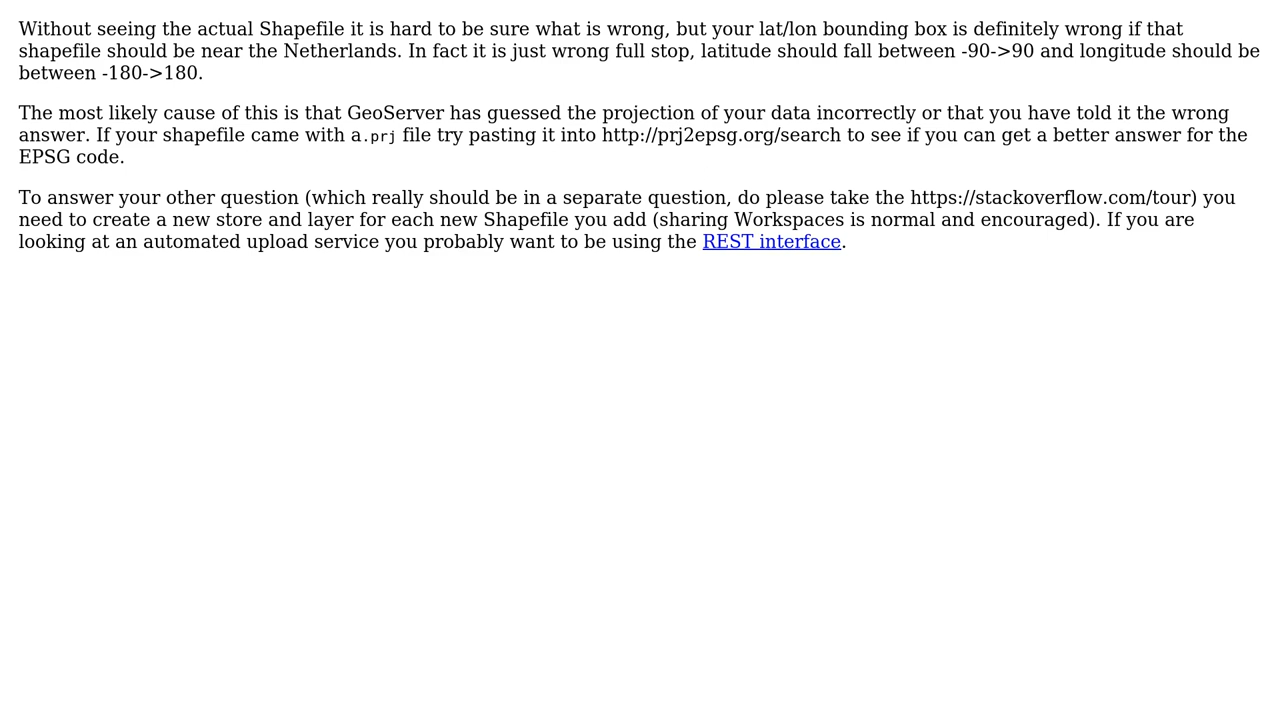 Without seeing the actual Shapefile it is hard to be sure what is wrong, but your lat/lon bounding box is definitely wrong if that
shapefile should be near the Netherlands. In fact it is just wrong full stop, latitude should fall between -90->90 and longitude should be
between -180->180.
The most likely cause of this is that GeoServer has guessed the projection of your data incorrectly or that you have told it the wrong
answer. If your shapefile came with a .prj file try pasting it into http://prj2epsg.org/search to see if you can get a better answer for the
EPSG code.
To answer your other question (which really should be in a separate question, do please take the https://stackoverflow.com/tour) you
need to create a new store and layer for each new Shapefile you add (sharing Workspaces is normal and encouraged). If you are
looking at an automated upload service you probably want to be using the REST interface.